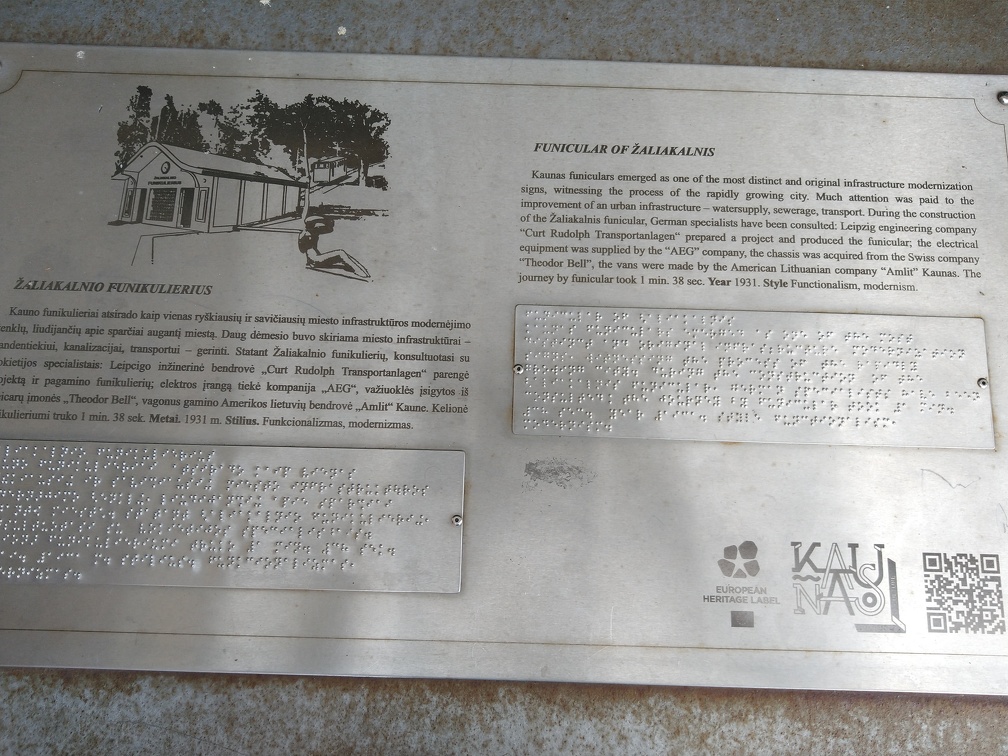 ŽALIAKALNIO
FUNIKULIERIUS
ŽALIAKALNIO FUNIKULIERIUS
Kauno funikulieriai atsirado kaip vienas ryškiausių ir savičiausių miesto infrastruktūros modernėjimo
ženklų, liudijančių apie sparčiai augantį miestą. Daug dėmesio buvo skiriama miesto infrastruktūrai –
vandentiekiui, kanalizacijai, transportui – gerinti. Statant Žaliakalnio funikulierių, konsultuotasi su
Vokietijos specialistais: Leipcigo inžinerinė bendrovė „Curt Rudolph Transportanlagen“ parengė
projektą ir pagamino funikulierių; elektros įrangą tiekė kompanija „AEG“, važiuoklės įsigytos iš
šveicarų įmonės „Theodor Bell“, vagonus gamino Amerikos lietuvių bendrovė „Amlit“ Kaune. Kelionė
funikulieriumi truko 1 min. 38 sek. Metai. 1931 m. Stilius. Funkcionalizmas, modernizmas.
FUNICULAR OF ŽALIAKALNIS
Kaunas funiculars emerged as one of the most distinct and original infrastructure modernization
signs, witnessing the process of the rapidly growing city. Much attention was paid to the
improvement of an urban infrastructure – watersupply, sewerage, transport. During the construction
of the Žaliakalnis funicular, German specialists have been consulted: Leipzig engineering company
“Curt Rudolph Transportanlagen“ prepared a project and produced the funicular; the electrical
equipment was supplied by the “AEG” company, the chassis was acquired from the Swiss company
“Theodor Bell”, the vans were made by the American Lithuanian company “Amlit” Kaunas. The
journey by funicular took 1 min. 38 sec. Year 1931. Style Functionalism, modernism.
EUROPEAN
HERITAGE LABEL
KAU
NAS